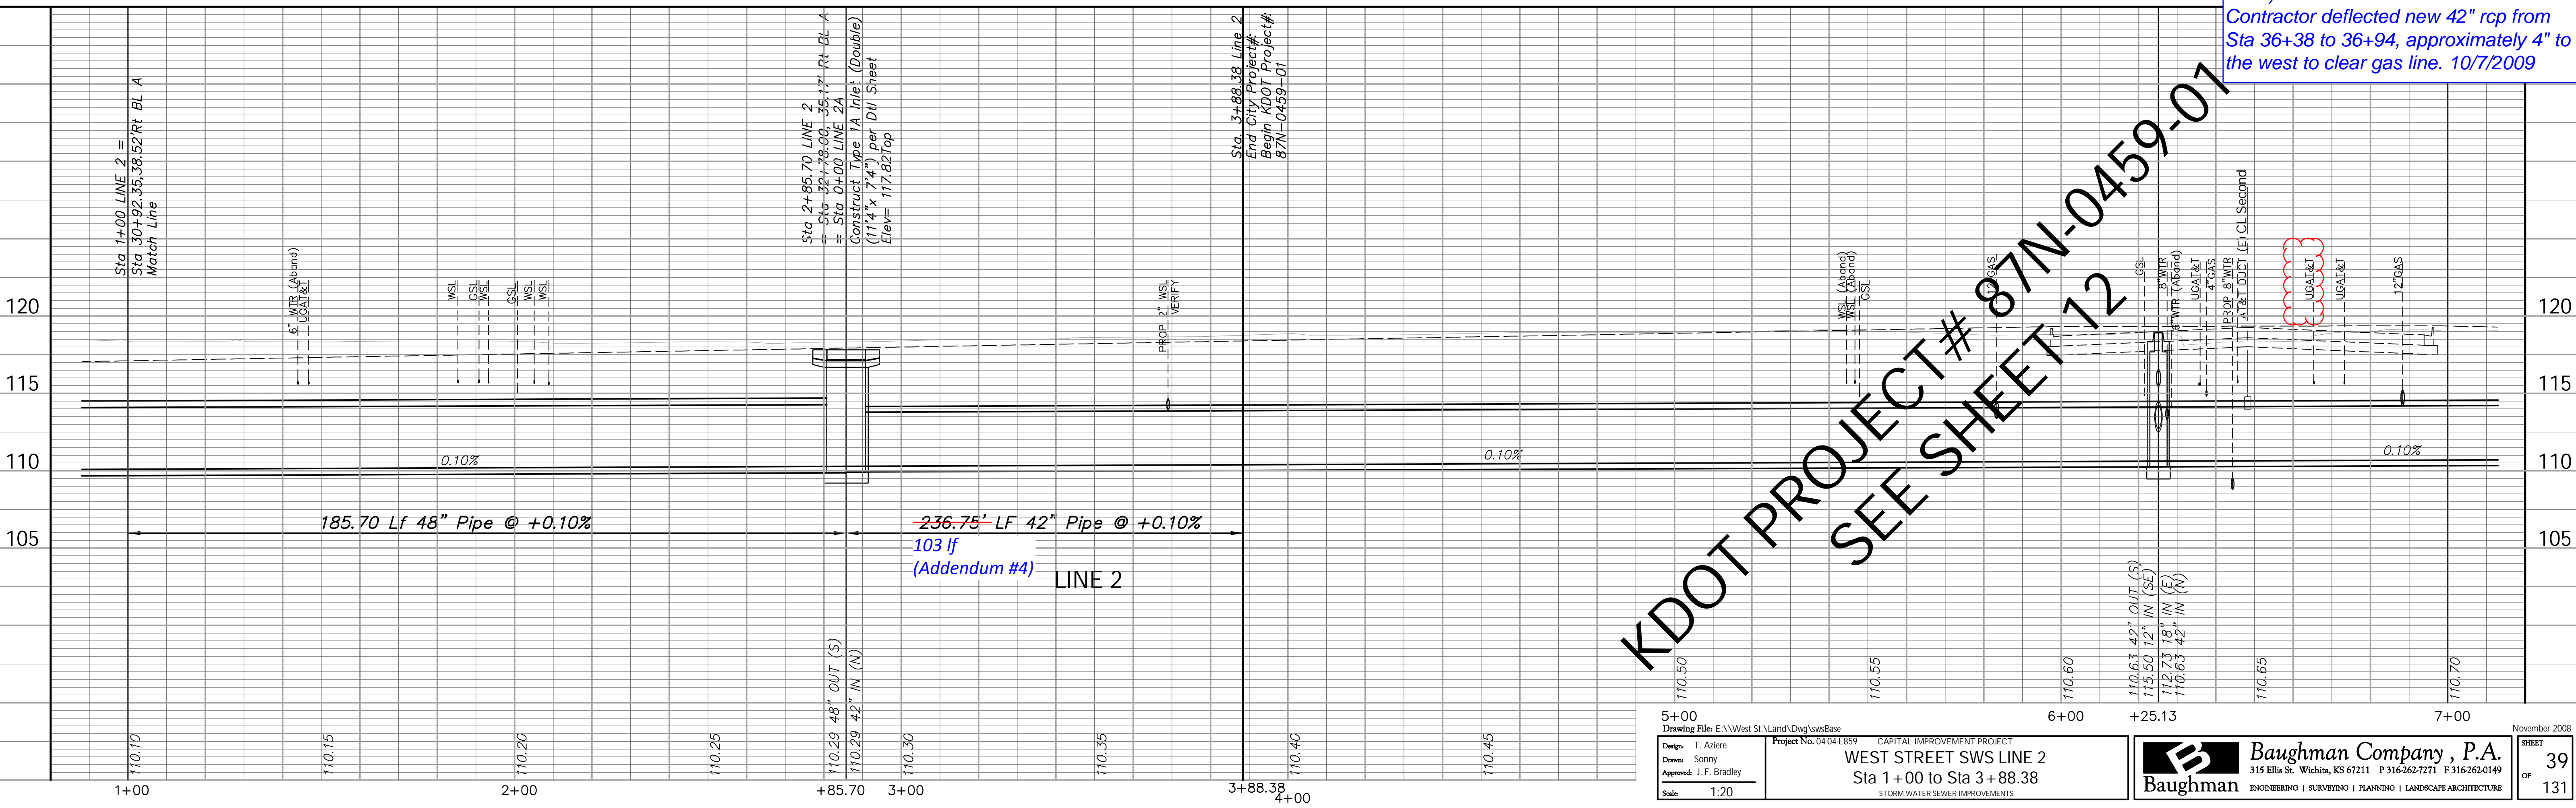 Contractor deflected new 42" rcp from
Sta 36+38 to 36+94, approximately 4" to
the west to clear gas line. 10/7/2009
Sta 1+00 LINE 2 =
Sta 30+92.35,38.52'Rt BL A
Match Line
6" WTR (Aband)
UGAT&T
WSL
GSL
WSL
GSL
WSL
WSL
Sta 2+85.70 LINE 2
= Sta 32+78.00, 35.17' Rt BL A
= Sta 0+00 LINE 2A
Construct Type 1A Inlet (Double)
(11'4"x 7'4") per Dtl Sheet
Elev= 117.82Top
PROP 2" WSL
VERIFY
Sta. 3+88.38 Line 2
End City Project#:
Begin KDOT Project#:
87N-0459-01
WSL (Aband)
WSL (Aband)
GSL
12"GAS
GSL
8"WTR
6"WTR (Aband)
UGAT&T
4"GAS
PROP 8"WTR
AT&T DUCT (E) CL Second
UGAT&T
UGAT&T
12"GAS
KDOT PROJECT# 87N-0459-01
SEE SHEET 12
120
115
110
105
120
115
110
105
0.10%
0.10%
0.10%
185.70 Lf 48" Pipe @ +0.10%
236.75' LF 42" Pipe @ +0.10%
103 lf
(Addendum #4)
LINE 2
110.10
110.15
110.20
110.25
110.29 48" OUT (S)
110.29 42" IN (N)
110.30
110.35
110.40
110.45
110.50
110.55
110.60
110.63 42" OUT (S)
115.50 12" IN (SE)
112.73 18" IN (E)
110.63 42" IN (N)
110.65
110.70
1+00
2+00
+85.70
3+00
3+88.38
4+00
5+00
6+00
+25.13
7+00
Drawing File: E:\\West St.\Land\Dwg\swsBase
Design: T. Aziere
Drawn: Sonny
Approved: J. F. Bradley
Scale: 1:20
Project No. 04-04-E859 CAPITAL IMPROVEMENT PROJECT
WEST STREET SWS LINE 2
Sta 1+00 to Sta 3+88.38
STORM WATER SEWER IMPROVEMENTS
Baughman
Baughman Company, P.A.
315 Ellis St. Wichita, KS 67211 P 316-262-7271 F 316-262-0149
ENGINEERING | SURVEYING | PLANNING | LANDSCAPE ARCHITECTURE
November 2008
SHEET
39
OF
131